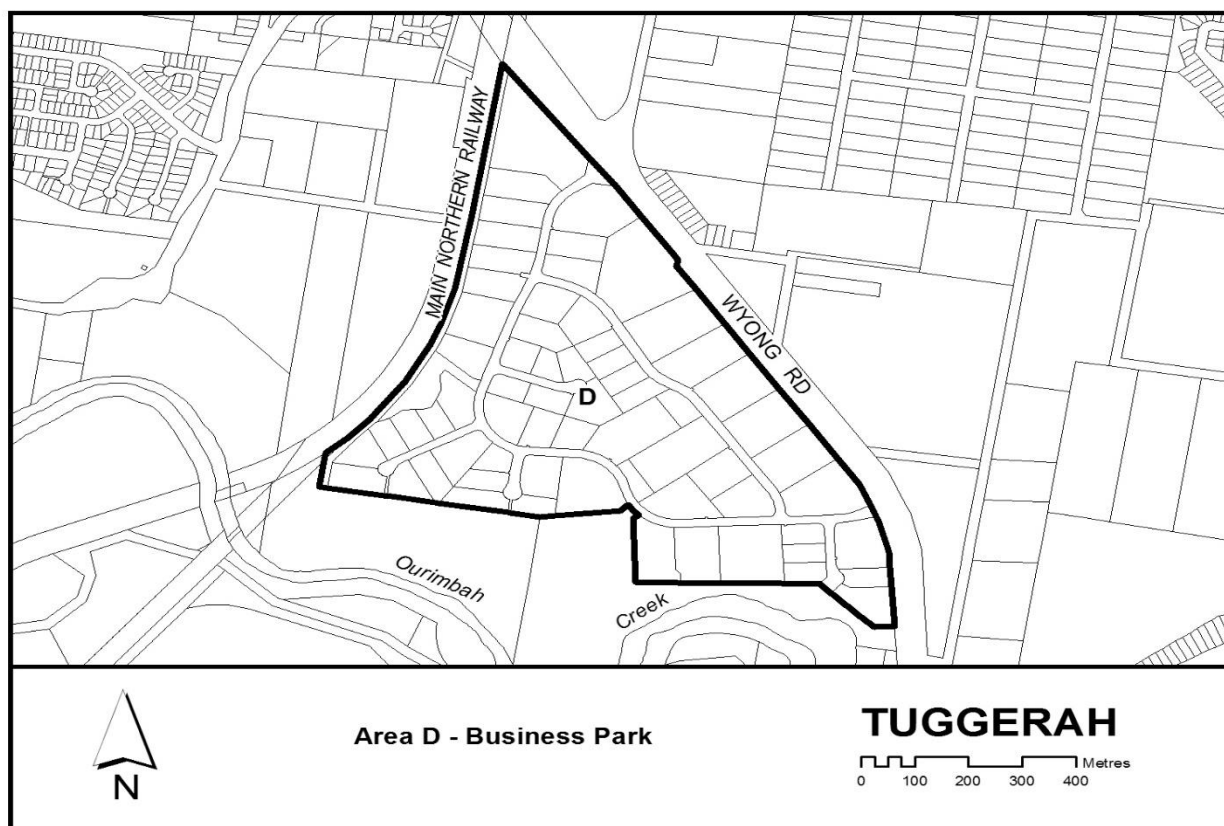 MAIN NORTHERN RAILWAY
WYONG RD
D
Ourimbah
Creek
N
Area D - Business Park
TUGGERAH
Metres
0 100 200 300 400